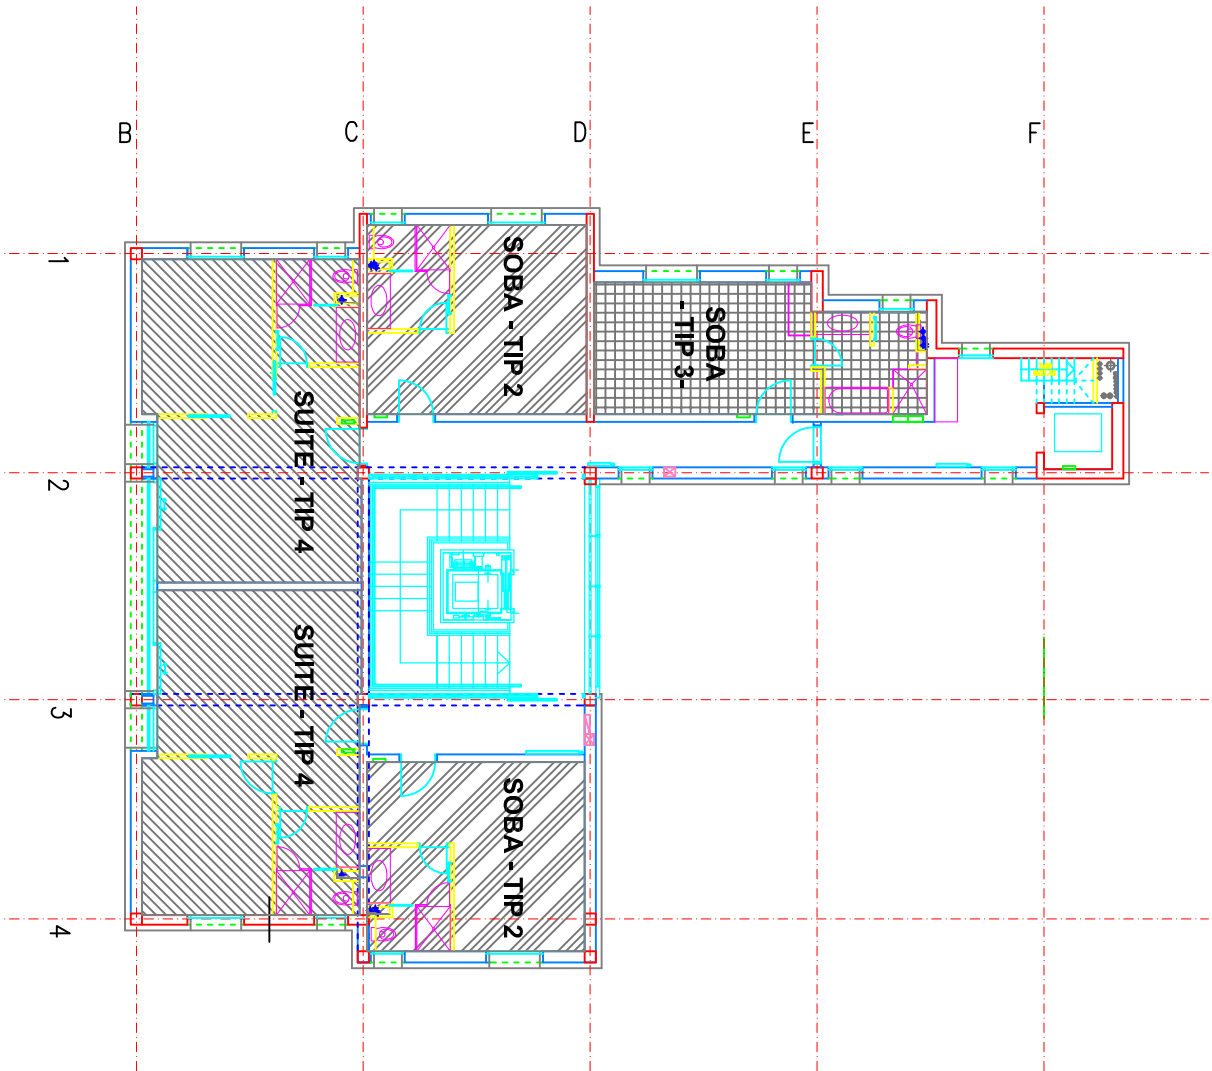 B
C
D
E
F
1
2
3
4
SOBA - TIP 2
SOBA
- TIP 3-
SUITE - TIP 4
SUITE - TIP 4
SOBA - TIP 2